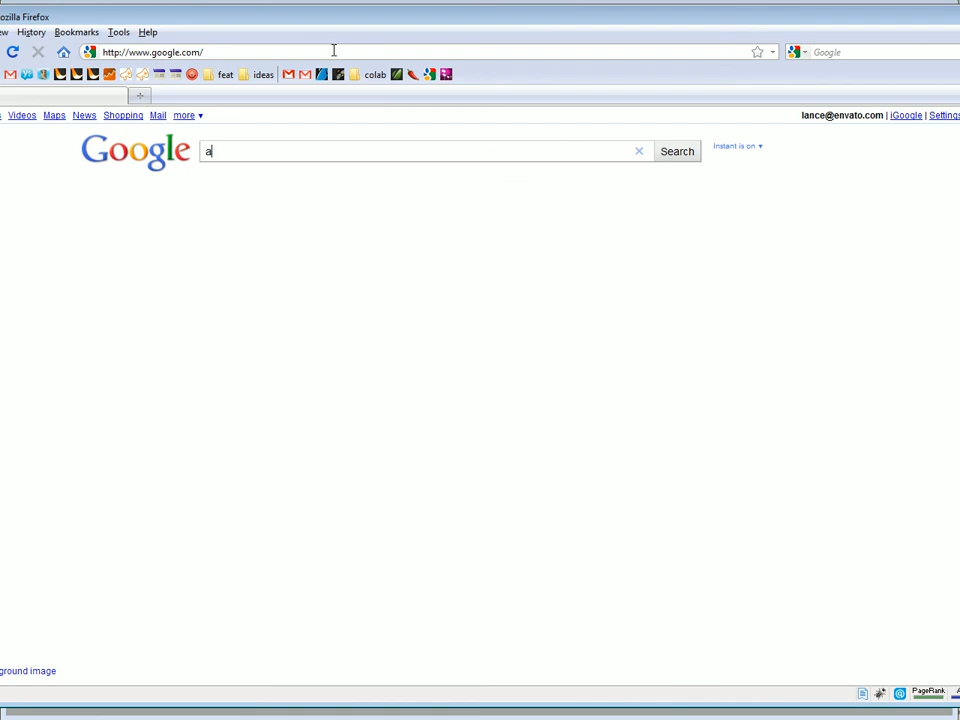 ozilla Firefox
ew History Bookmarks Tools Help
http://www.google.com/ Google
feat ideas colab
s Videos Maps News Shopping Mail more ▼ lance@envato.com | iGoogle | Settings
Google a × Search Instant is on ▼
ground image
PageRank A